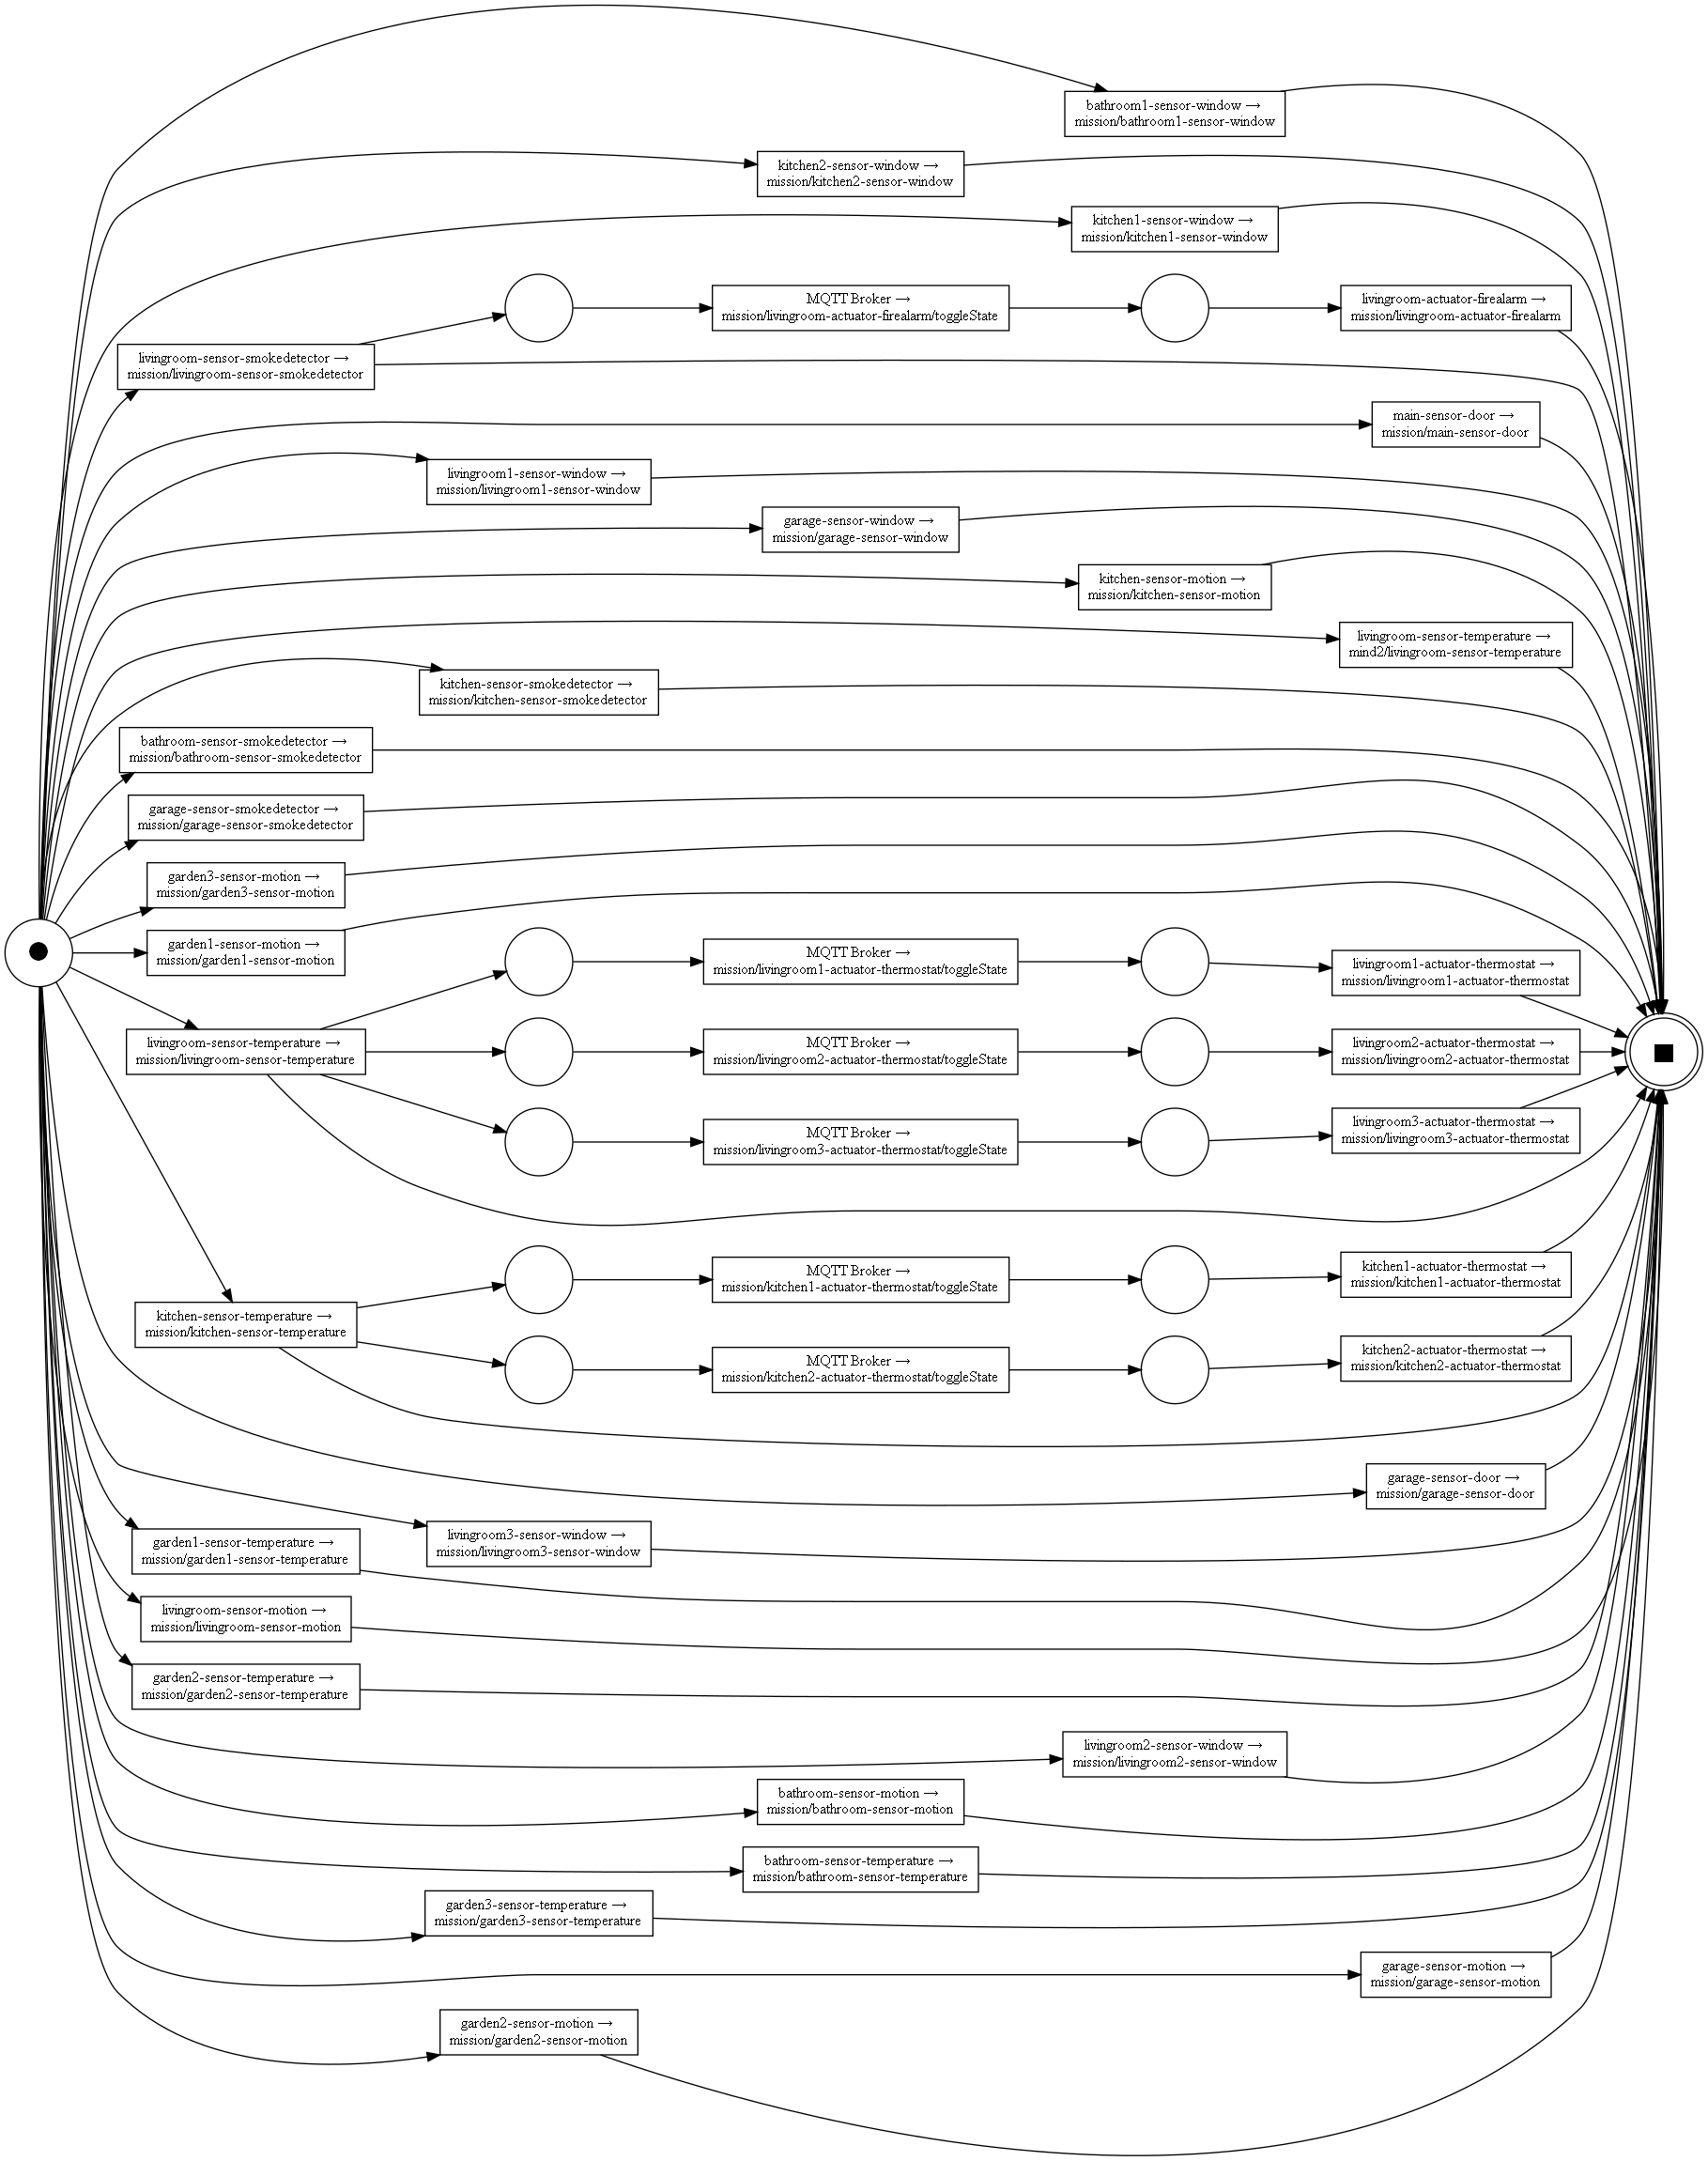 bathroom1-sensor-window →
mission/bathroom1-sensor-window
kitchen2-sensor-window →
mission/kitchen2-sensor-window
kitchen1-sensor-window →
mission/kitchen1-sensor-window
MQTT Broker →
mission/livingroom-actuator-firealarm/toggleState
livingroom-actuator-firealarm →
mission/livingroom-actuator-firealarm
livingroom-sensor-smokedetector →
mission/livingroom-sensor-smokedetector
main-sensor-door →
mission/main-sensor-door
livingroom1-sensor-window →
mission/livingroom1-sensor-window
garage-sensor-window →
mission/garage-sensor-window
kitchen-sensor-motion →
mission/kitchen-sensor-motion
livingroom-sensor-temperature →
mind2/livingroom-sensor-temperature
kitchen-sensor-smokedetector →
mission/kitchen-sensor-smokedetector
bathroom-sensor-smokedetector →
mission/bathroom-sensor-smokedetector
garage-sensor-smokedetector →
mission/garage-sensor-smokedetector
garden3-sensor-motion →
mission/garden3-sensor-motion
garden1-sensor-motion →
mission/garden1-sensor-motion
MQTT Broker →
mission/livingroom1-actuator-thermostat/toggleState
livingroom1-actuator-thermostat →
mission/livingroom1-actuator-thermostat
livingroom-sensor-temperature →
mission/livingroom-sensor-temperature
MQTT Broker →
mission/livingroom2-actuator-thermostat/toggleState
livingroom2-actuator-thermostat →
mission/livingroom2-actuator-thermostat
MQTT Broker →
mission/livingroom3-actuator-thermostat/toggleState
livingroom3-actuator-thermostat →
mission/livingroom3-actuator-thermostat
MQTT Broker →
mission/kitchen1-actuator-thermostat/toggleState
kitchen1-actuator-thermostat →
mission/kitchen1-actuator-thermostat
kitchen-sensor-temperature →
mission/kitchen-sensor-temperature
MQTT Broker →
mission/kitchen2-actuator-thermostat/toggleState
kitchen2-actuator-thermostat →
mission/kitchen2-actuator-thermostat
garage-sensor-door →
mission/garage-sensor-door
livingroom3-sensor-window →
mission/livingroom3-sensor-window
garden1-sensor-temperature →
mission/garden1-sensor-temperature
livingroom-sensor-motion →
mission/livingroom-sensor-motion
garden2-sensor-temperature →
mission/garden2-sensor-temperature
livingroom2-sensor-window →
mission/livingroom2-sensor-window
bathroom-sensor-motion →
mission/bathroom-sensor-motion
bathroom-sensor-temperature →
mission/bathroom-sensor-temperature
garden3-sensor-temperature →
mission/garden3-sensor-temperature
garage-sensor-motion →
mission/garage-sensor-motion
garden2-sensor-motion →
mission/garden2-sensor-motion